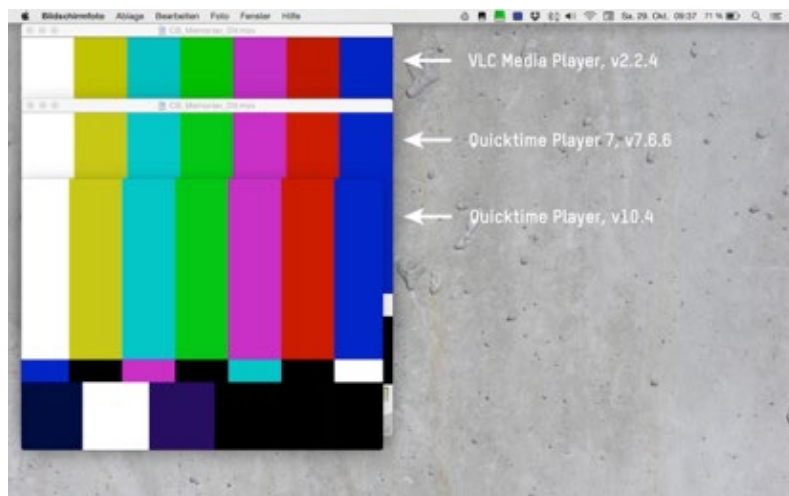 Bildschirmfoto Ablage Bearbeiten Foto Fenster Hilfe Sa. 29. Okt. 09:37 71 %
VLC Media Player, v2.2.4
Quicktime Player 7, v7.6.6
Quicktime Player, v10.4